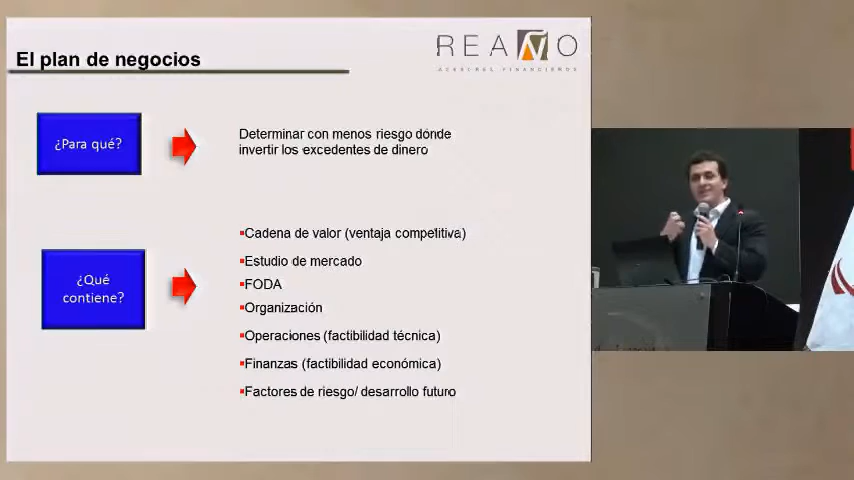 El plan de negocios
REAÑO
ASESORES FINANCIEROS
¿Para qué?
Determinar con menos riesgo dónde
invertir los excedentes de dinero
¿Qué
contiene?
Cadena de valor (ventaja competitiva)
Estudio de mercado
FODA
Organización
Operaciones (factibilidad técnica)
Finanzas (factibilidad económica)
Factores de riesgo/ desarrollo futuro